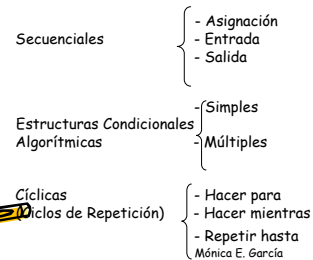 Secuenciales
- Asignación
- Entrada
- Salida
Estructuras Condicionales
Algorítmicas
- Simples
- Múltiples
Cíclicas
(Ciclos de Repetición)
- Hacer para
- Hacer mientras
- Repetir hasta
Mónica E. García